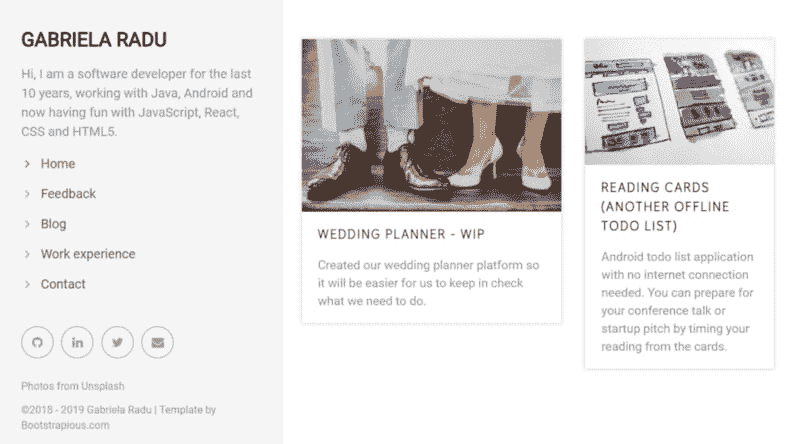 GABRIELA RADU
Hi, I am a software developer for the last
10 years, working with Java, Android and
now having fun with JavaScript, React,
CSS and HTML5.
Home
Feedback
Blog
Work experience
Contact
Photos from Unsplash
©2018 - 2019 Gabriela Radu | Template by
Bootstrapious.com
WEDDING PLANNER - WIP
Created our wedding planner platform so
it will be easier for us to keep in check
what we need to do.
READING CARDS
(ANOTHER OFFLINE
TODO LIST)
Android todo list application
with no internet connection
needed. You can prepare for
your conference talk or
startup pitch by timing your
reading from the cards.